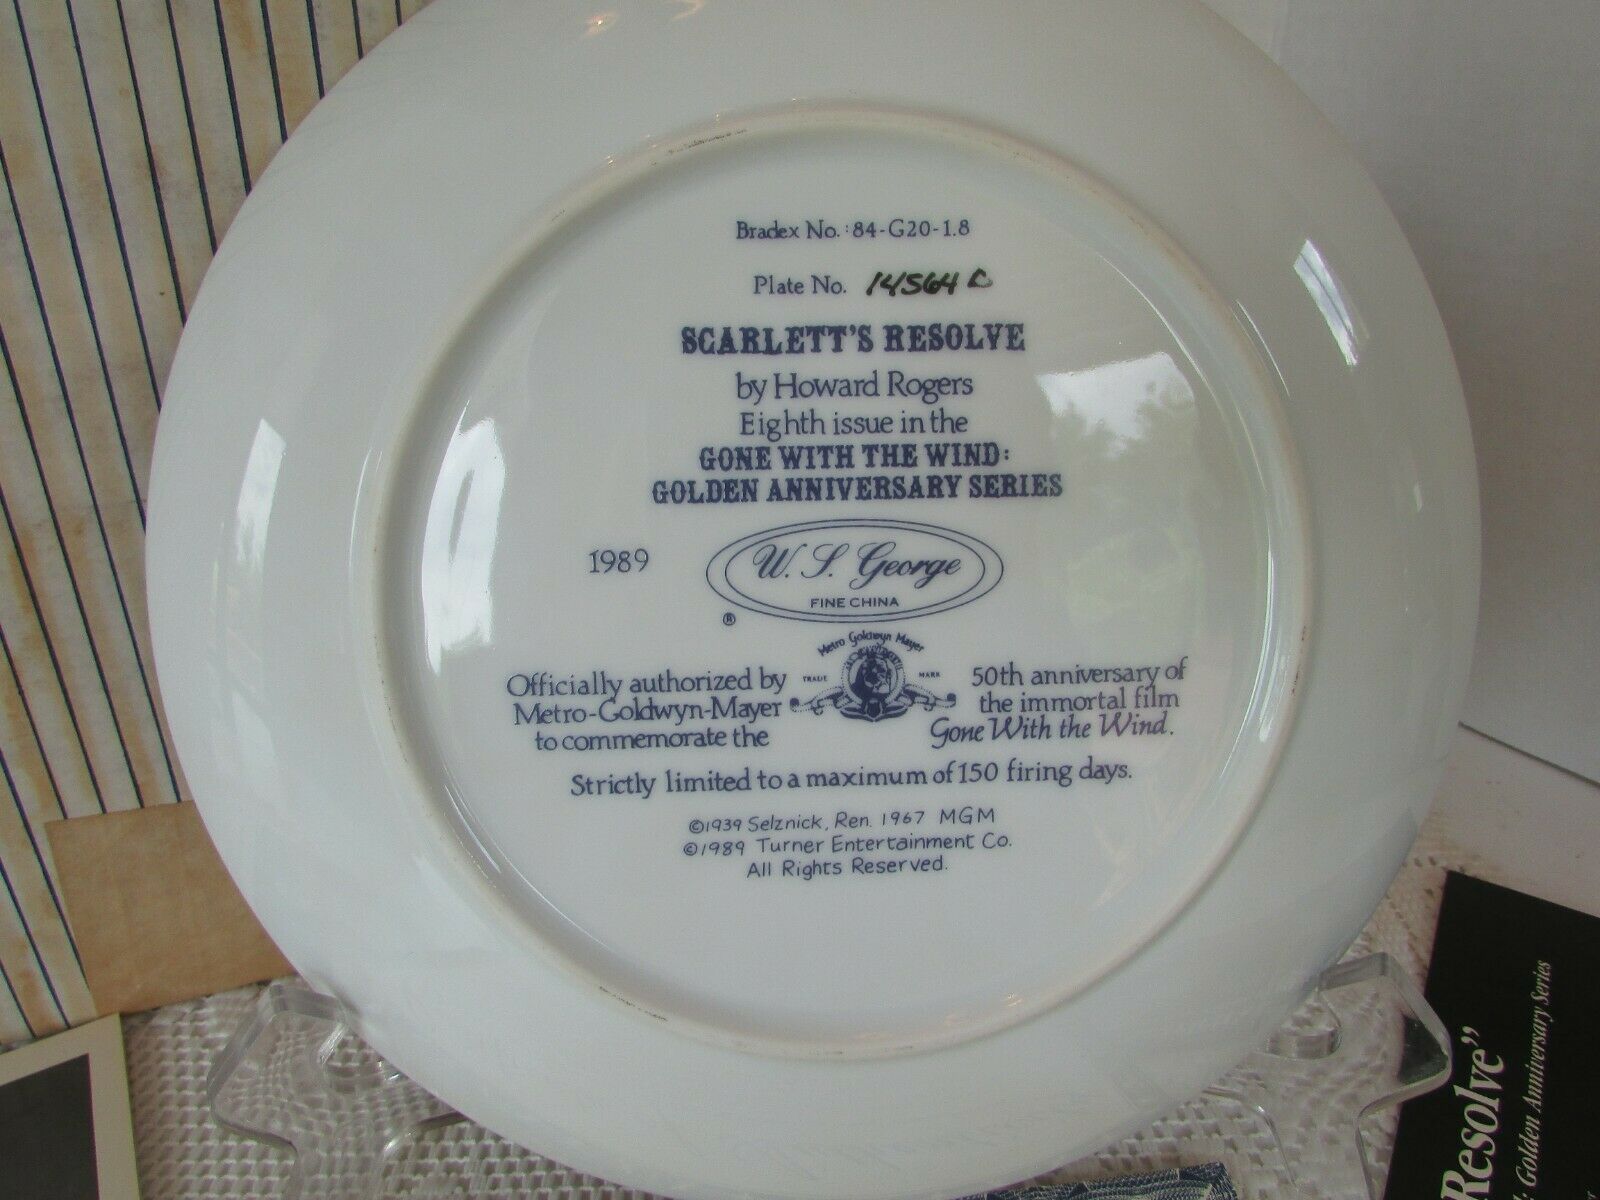 Bradex No.: 84-G20-1.8
Plate No. 14564 C
SCARLETT'S RESOLVE
by Howard Rogers
Eighth issue in the
GONE WITH THE WIND:
GOLDEN ANNIVERSARY SERIES
1989
W. S. George
FINE CHINA
®
Metro Goldwyn Mayer
TRADE MARK
Officially authorized by
Metro-Goldwyn-Mayer
to commemorate the
50th anniversary of
the immortal film
Gone With the Wind.
Strictly limited to a maximum of 150 firing days.
©1939 Selznick, Ren. 1967 MGM
©1989 Turner Entertainment Co.
All Rights Reserved.
Resolve"
Golden Anniversary Series